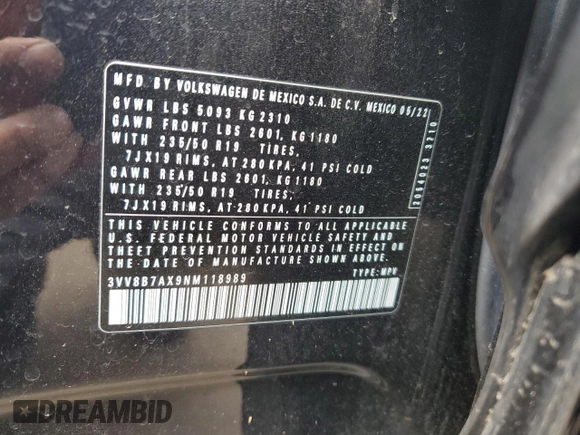 MFD. BY VOLKSWAGEN DE MEXICO S.A. DE C.V. MEXICO 05/22
GVWR LBS 5093 KG 2310
GAWR FRONT LBS 2601, KG 1180
WITH 235/50 R19 TIRES,
7JX19 RIMS, AT 280 KPA, 41 PSI COLD
GAWR REAR LBS 2601, KG 1180
WITH 235/50 R19 TIRES,
7JX19 RIMS, AT 280 KPA, 41 PSI COLD
THIS VEHICLE CONFORMS TO ALL APPLICABLE
U.S. FEDERAL MOTOR VEHICLE SAFETY AND
THEFT PREVENTION STANDARDS IN EFFECT ON
THE DATE OF MANUFACTURE SHOWN ABOVE.
3VV8B7AX9NM118989 TYPE: MPV
2054023 3710
DREAMBID